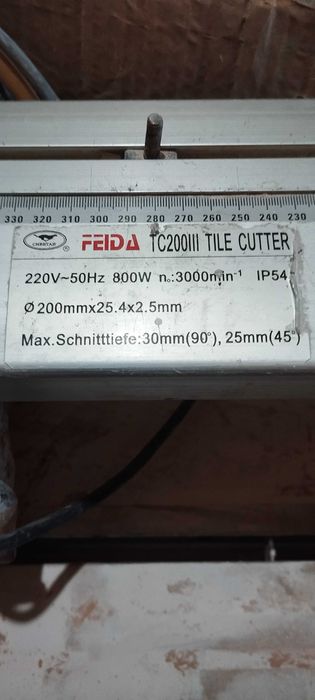 330 320 310 300 290 280 270 260 250 240 230
CHEETAH ® FEIDA TC200III TILE CUTTER
220V~50Hz 800W n.:3000min⁻¹ IP54
Ø200mmx25.4x2.5mm
Max.Schnitttiefe:30mm(90°), 25mm(45°)